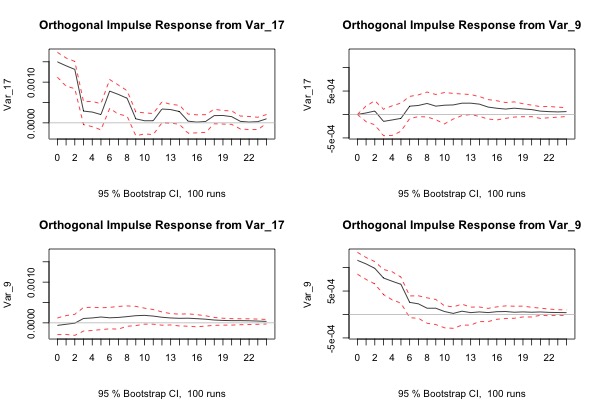 Orthogonal Impulse Response from Var_17
Var_17
0.0000 0.0010
0 2 4 6 8 10 13 16 19 22
95 % Bootstrap CI, 100 runs
Orthogonal Impulse Response from Var_9
Var_17
-5e-04 5e-04
0 2 4 6 8 10 13 16 19 22
95 % Bootstrap CI, 100 runs
Orthogonal Impulse Response from Var_17
Var_9
0.0000 0.0010
0 2 4 6 8 10 13 16 19 22
95 % Bootstrap CI, 100 runs
Orthogonal Impulse Response from Var_9
Var_9
-5e-04 5e-04
0 2 4 6 8 10 13 16 19 22
95 % Bootstrap CI, 100 runs